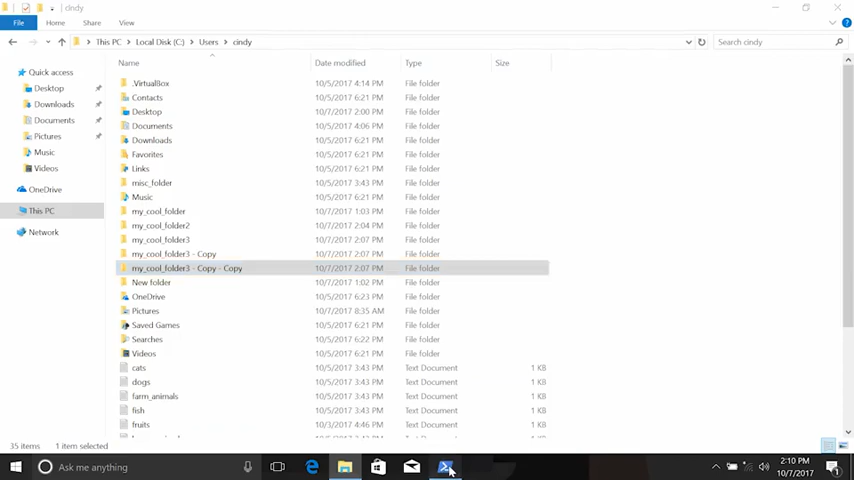 cindy
File Home Share View
This PC Local Disk (C:) Users cindy Search cindy
Name Date modified Type Size
Quick access
Desktop
Downloads
Documents
Pictures
Music
Videos
OneDrive
This PC
Network
.VirtualBox 10/5/2017 4:14 PM File folder
Contacts 10/5/2017 6:21 PM File folder
Desktop 10/7/2017 2:00 PM File folder
Documents 10/5/2017 4:06 PM File folder
Downloads 10/5/2017 6:21 PM File folder
Favorites 10/5/2017 6:21 PM File folder
Links 10/5/2017 6:21 PM File folder
misc_folder 10/5/2017 3:43 PM File folder
Music 10/5/2017 6:21 PM File folder
my_cool_folder 10/7/2017 1:03 PM File folder
my_cool_folder2 10/7/2017 2:04 PM File folder
my_cool_folder3 10/7/2017 2:07 PM File folder
my_cool_folder3 - Copy 10/7/2017 2:07 PM File folder
my_cool_folder3 - Copy - Copy 10/7/2017 2:07 PM File folder
New folder 10/7/2017 1:02 PM File folder
OneDrive 10/5/2017 6:23 PM File folder
Pictures 10/7/2017 8:35 AM File folder
Saved Games 10/5/2017 6:21 PM File folder
Searches 10/5/2017 6:22 PM File folder
Videos 10/5/2017 6:21 PM File folder
cats 10/5/2017 3:43 PM Text Document 1 KB
dogs 10/5/2017 3:43 PM Text Document 1 KB
farm_animals 10/5/2017 3:43 PM Text Document 1 KB
fish 10/5/2017 3:43 PM Text Document 1 KB
fruits 10/3/2017 4:46 PM Text Document 1 KB
35 items 1 item selected
Ask me anything
2:10 PM
10/7/2017